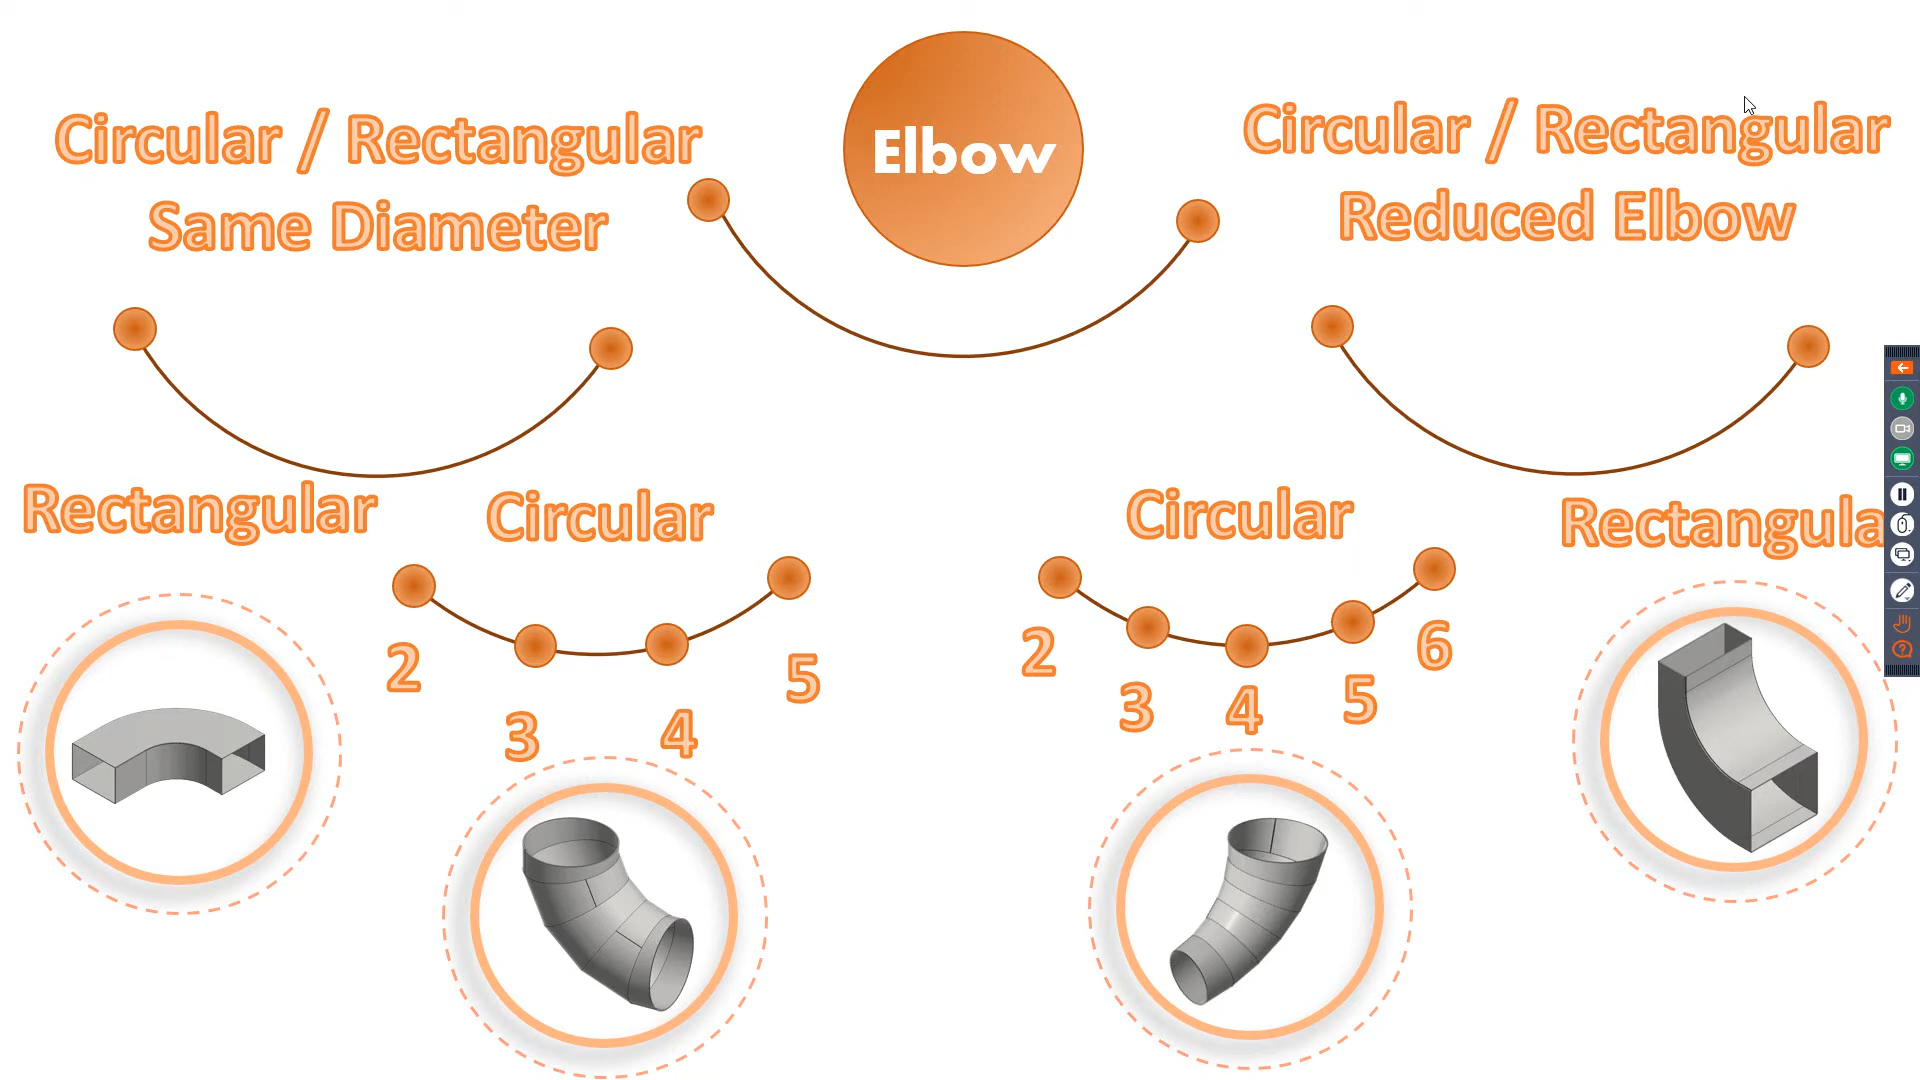 Elbow
Circular / Rectangular
Same Diameter
Circular / Rectangular
Reduced Elbow
Rectangular
Circular
2
3
4
5
Circular
2
3
4
5
6
Rectangula